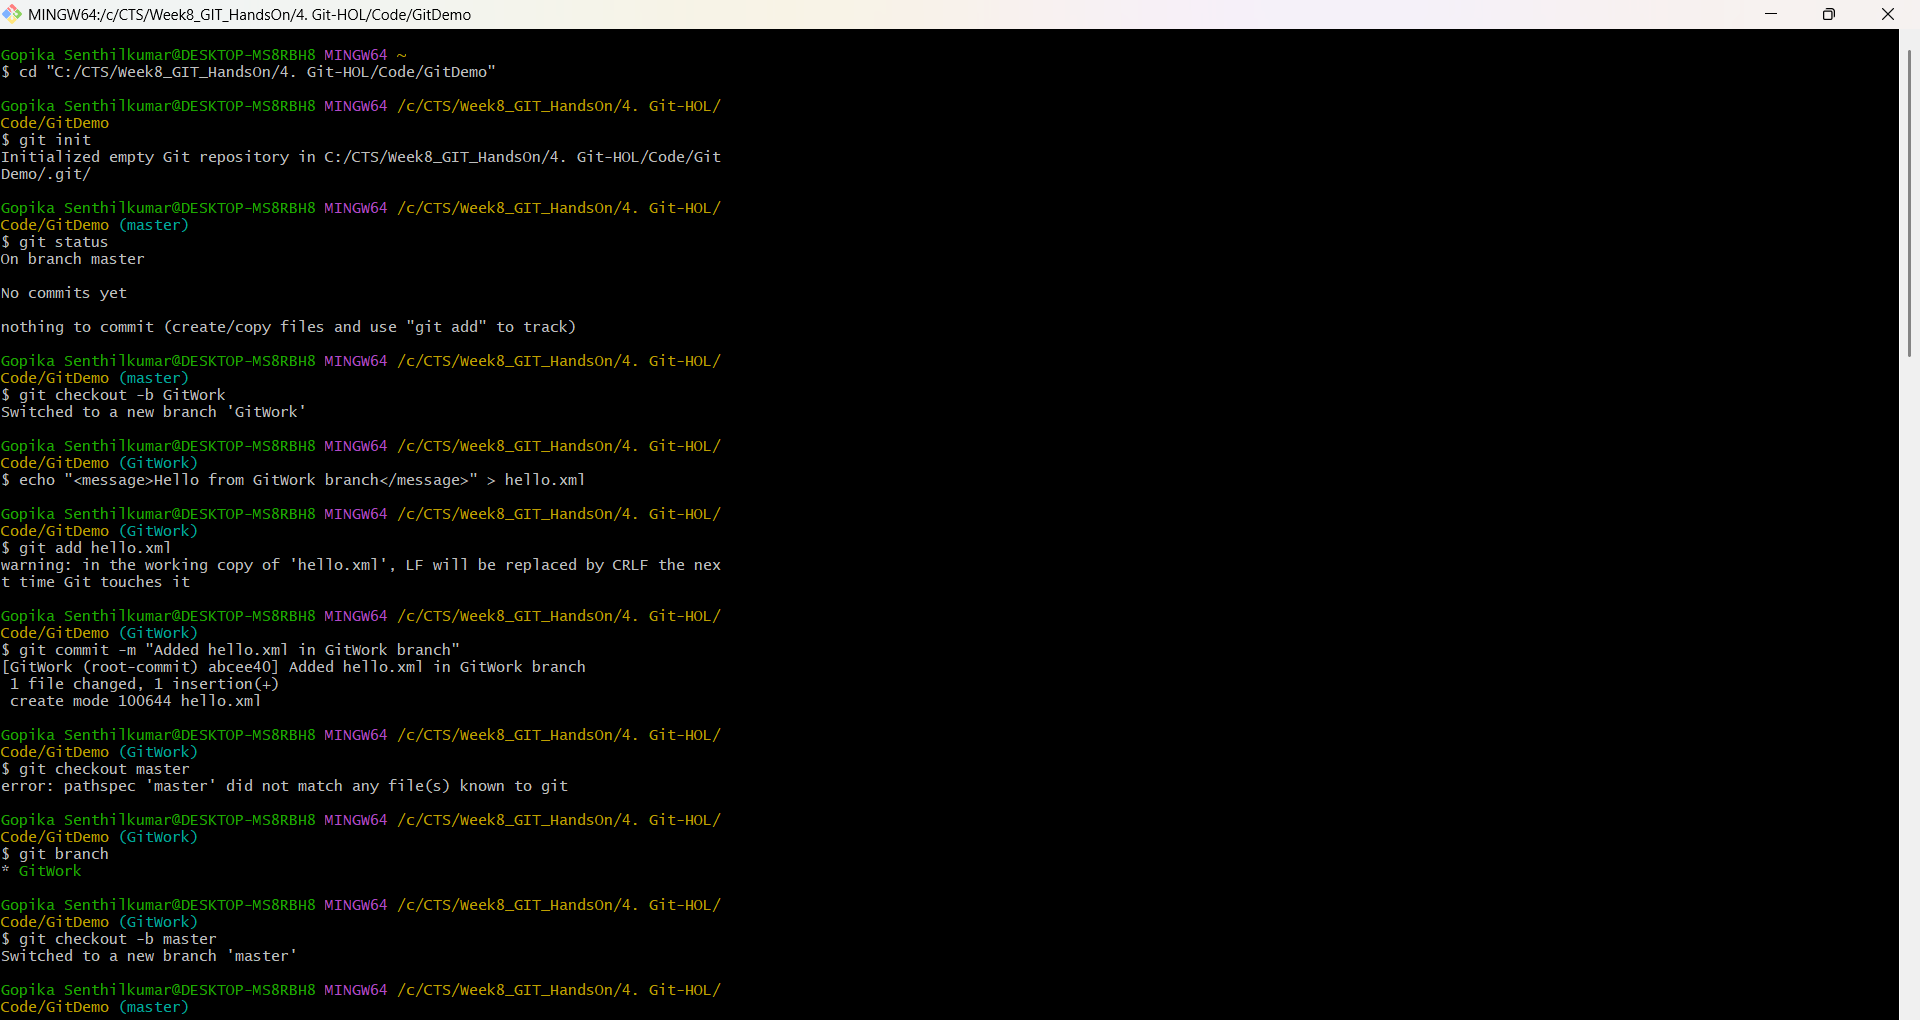 MINGW64:/c/CTS/Week8_GIT_HandsOn/4. Git-HOL/Code/GitDemo
Gopika Senthilkumar@DESKTOP-MS8RBH8 MINGW64 ~
$ cd "C:/CTS/Week8_GIT_HandsOn/4. Git-HOL/Code/GitDemo"
Gopika Senthilkumar@DESKTOP-MS8RBH8 MINGW64 /c/CTS/Week8_GIT_HandsOn/4. Git-HOL/
Code/GitDemo
$ git init
Initialized empty Git repository in C:/CTS/Week8_GIT_HandsOn/4. Git-HOL/Code/Git
Demo/.git/
Gopika Senthilkumar@DESKTOP-MS8RBH8 MINGW64 /c/CTS/Week8_GIT_HandsOn/4. Git-HOL/
Code/GitDemo (master)
$ git status
On branch master
No commits yet
nothing to commit (create/copy files and use "git add" to track)
Gopika Senthilkumar@DESKTOP-MS8RBH8 MINGW64 /c/CTS/Week8_GIT_HandsOn/4. Git-HOL/
Code/GitDemo (master)
$ git checkout -b GitWork
Switched to a new branch 'GitWork'
Gopika Senthilkumar@DESKTOP-MS8RBH8 MINGW64 /c/CTS/Week8_GIT_HandsOn/4. Git-HOL/
Code/GitDemo (GitWork)
$ echo "<message>Hello from GitWork branch</message>" > hello.xml
Gopika Senthilkumar@DESKTOP-MS8RBH8 MINGW64 /c/CTS/Week8_GIT_HandsOn/4. Git-HOL/
Code/GitDemo (GitWork)
$ git add hello.xml
warning: in the working copy of 'hello.xml', LF will be replaced by CRLF the nex
t time Git touches it
Gopika Senthilkumar@DESKTOP-MS8RBH8 MINGW64 /c/CTS/Week8_GIT_HandsOn/4. Git-HOL/
Code/GitDemo (GitWork)
$ git commit -m "Added hello.xml in GitWork branch"
[GitWork (root-commit) abcee40] Added hello.xml in GitWork branch
 1 file changed, 1 insertion(+)
 create mode 100644 hello.xml
Gopika Senthilkumar@DESKTOP-MS8RBH8 MINGW64 /c/CTS/Week8_GIT_HandsOn/4. Git-HOL/
Code/GitDemo (GitWork)
$ git checkout master
error: pathspec 'master' did not match any file(s) known to git
Gopika Senthilkumar@DESKTOP-MS8RBH8 MINGW64 /c/CTS/Week8_GIT_HandsOn/4. Git-HOL/
Code/GitDemo (GitWork)
$ git branch
* GitWork
Gopika Senthilkumar@DESKTOP-MS8RBH8 MINGW64 /c/CTS/Week8_GIT_HandsOn/4. Git-HOL/
Code/GitDemo (GitWork)
$ git checkout -b master
Switched to a new branch 'master'
Gopika Senthilkumar@DESKTOP-MS8RBH8 MINGW64 /c/CTS/Week8_GIT_HandsOn/4. Git-HOL/
Code/GitDemo (master)